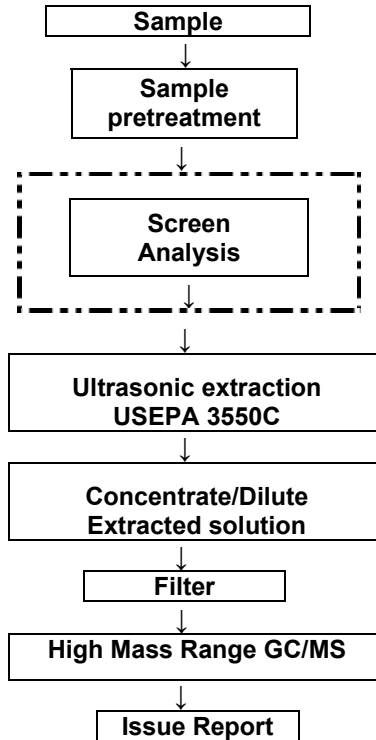 Sample
↓
Sample
pretreatment
↓
Screen
Analysis
↓
↓
Ultrasonic extraction
USEPA 3550C
↓
Concentrate/Dilute
Extracted solution
↓
Filter
↓
High Mass Range GC/MS
↓
Issue Report